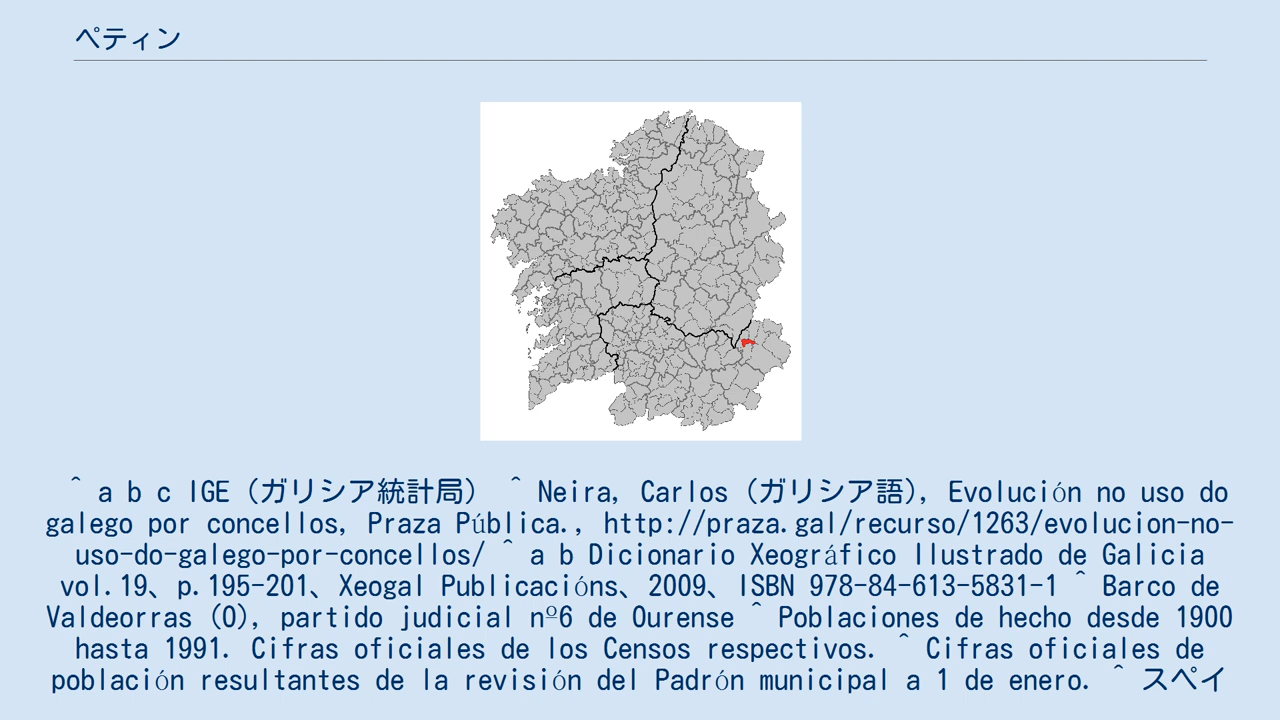 ペティン
^ a b c IGE（ガリシア統計局） ^ Neira, Carlos（ガリシア語）, Evolución no uso do
galego por concellos, Praza Pública., http://praza.gal/recurso/1263/evolucion-no-
uso-do-galego-por-concellos/ ^ a b Dicionario Xeográfico Ilustrado de Galicia
vol.19、p.195-201、Xeogal Publicacións、2009、ISBN 978-84-613-5831-1 ^ Barco de
Valdeorras (O), partido judicial nº6 de Ourense ^ Poblaciones de hecho desde 1900
hasta 1991. Cifras oficiales de los Censos respectivos. ^ Cifras oficiales de
población resultantes de la revisión del Padrón municipal a 1 de enero. ^ スペイ